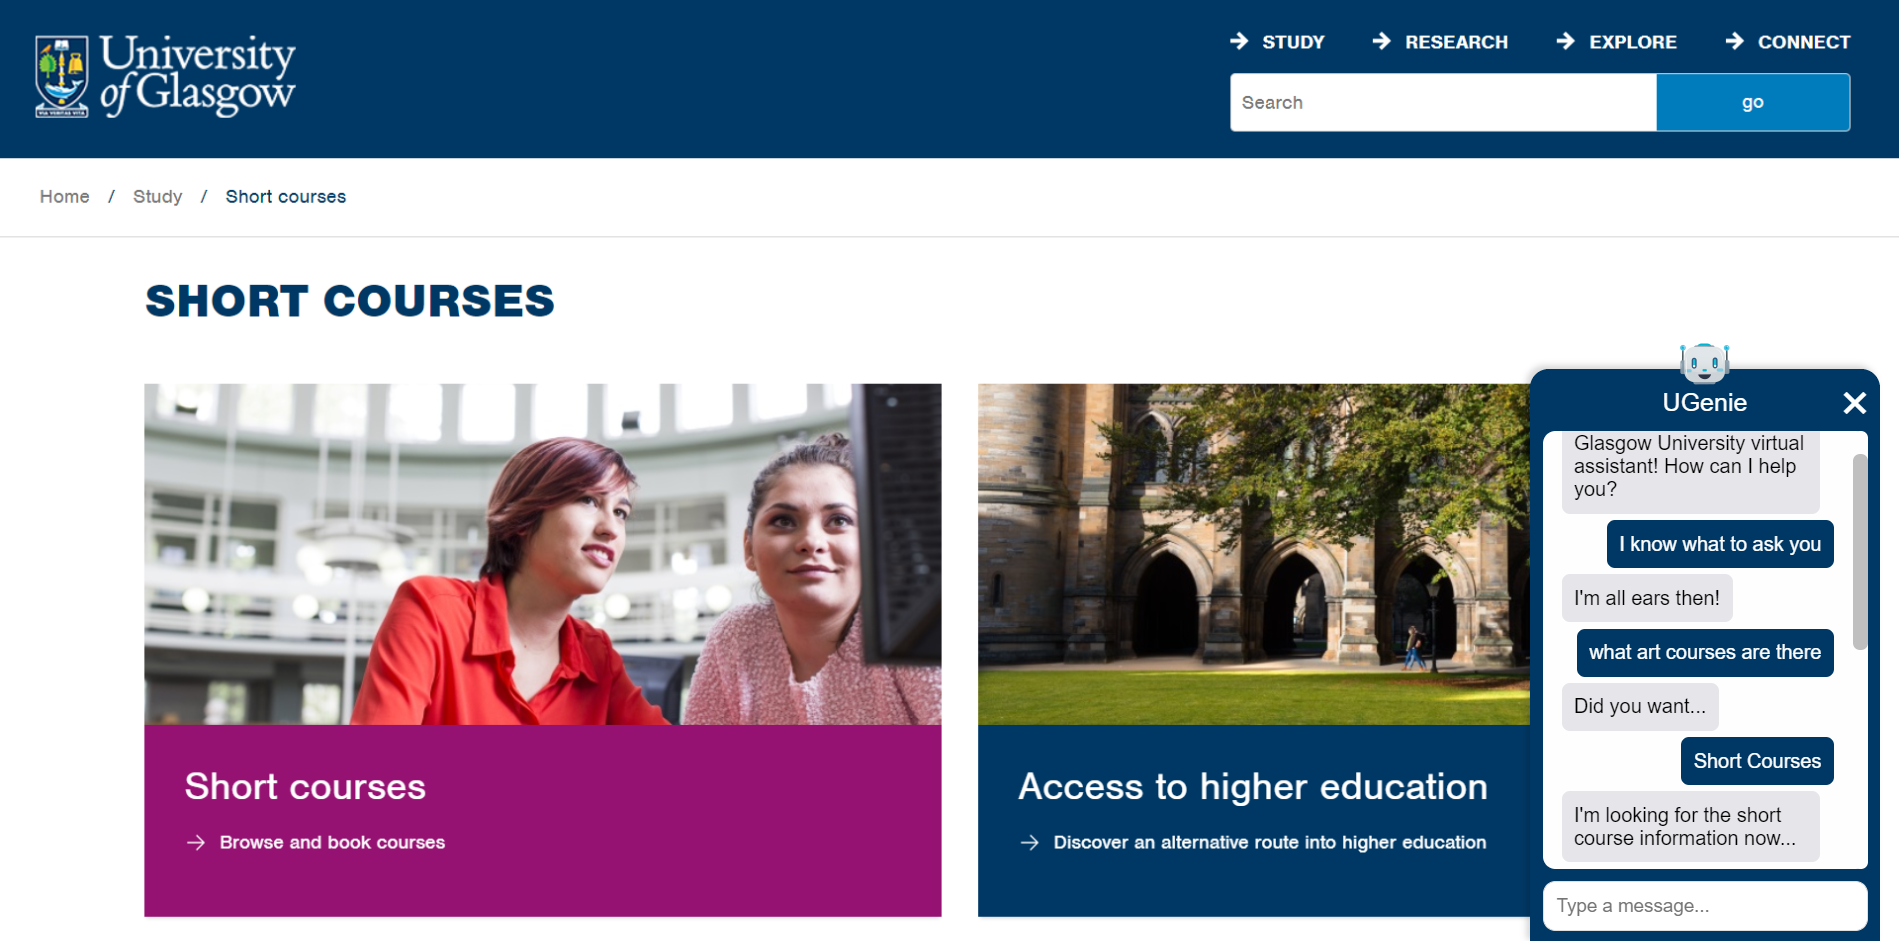 University
of Glasgow
VIA VERITAS VITA
STUDY
RESEARCH
EXPLORE
CONNECT
Search
go
Home / Study / Short courses
SHORT COURSES
Short courses
Browse and book courses
Access to higher education
Discover an alternative route into higher education
UGenie
Glasgow University virtual
assistant! How can I help
you?
I know what to ask you
I'm all ears then!
what art courses are there
Did you want...
Short Courses
I'm looking for the short
course information now...
Type a message...